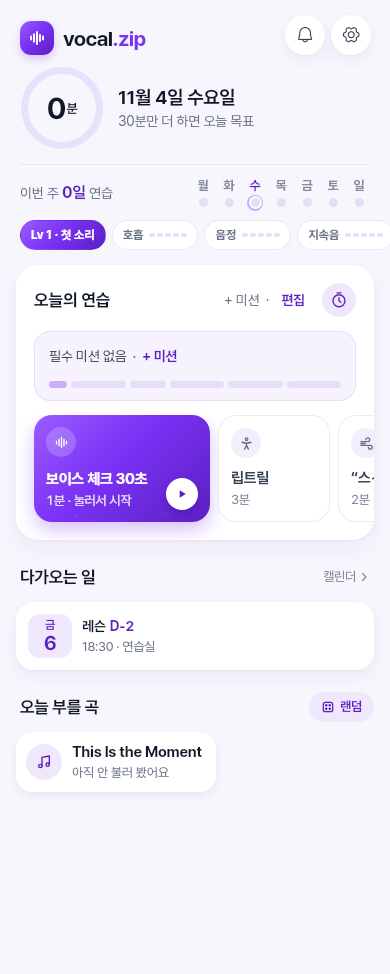 vocal.zip
0분
11월 4일 수요일
30분만 더 하면 오늘 목표
이번 주 0일 연습
월 화 수 목 금 토 일
Lv 1 · 첫 소리
호흡
음정
지속음
오늘의 연습
+ 미션 · 편집
필수 미션 없음 · + 미션
보이스 체크 30초
1분 · 눌러서 시작
립트릴
3분
2분
다가오는 일
캘린더
금
6
레슨 D-2
18:30 · 연습실
오늘 부를 곡
랜덤
This Is the Moment
아직 안 불러 봤어요